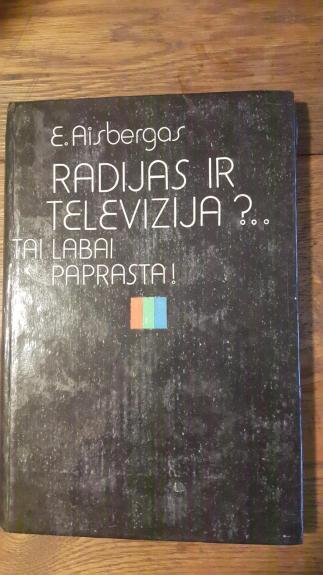 E. Aisbergas
RADIJAS IR
TELEVIZIJA ?..
TAI LABAI
PAPRASTA!